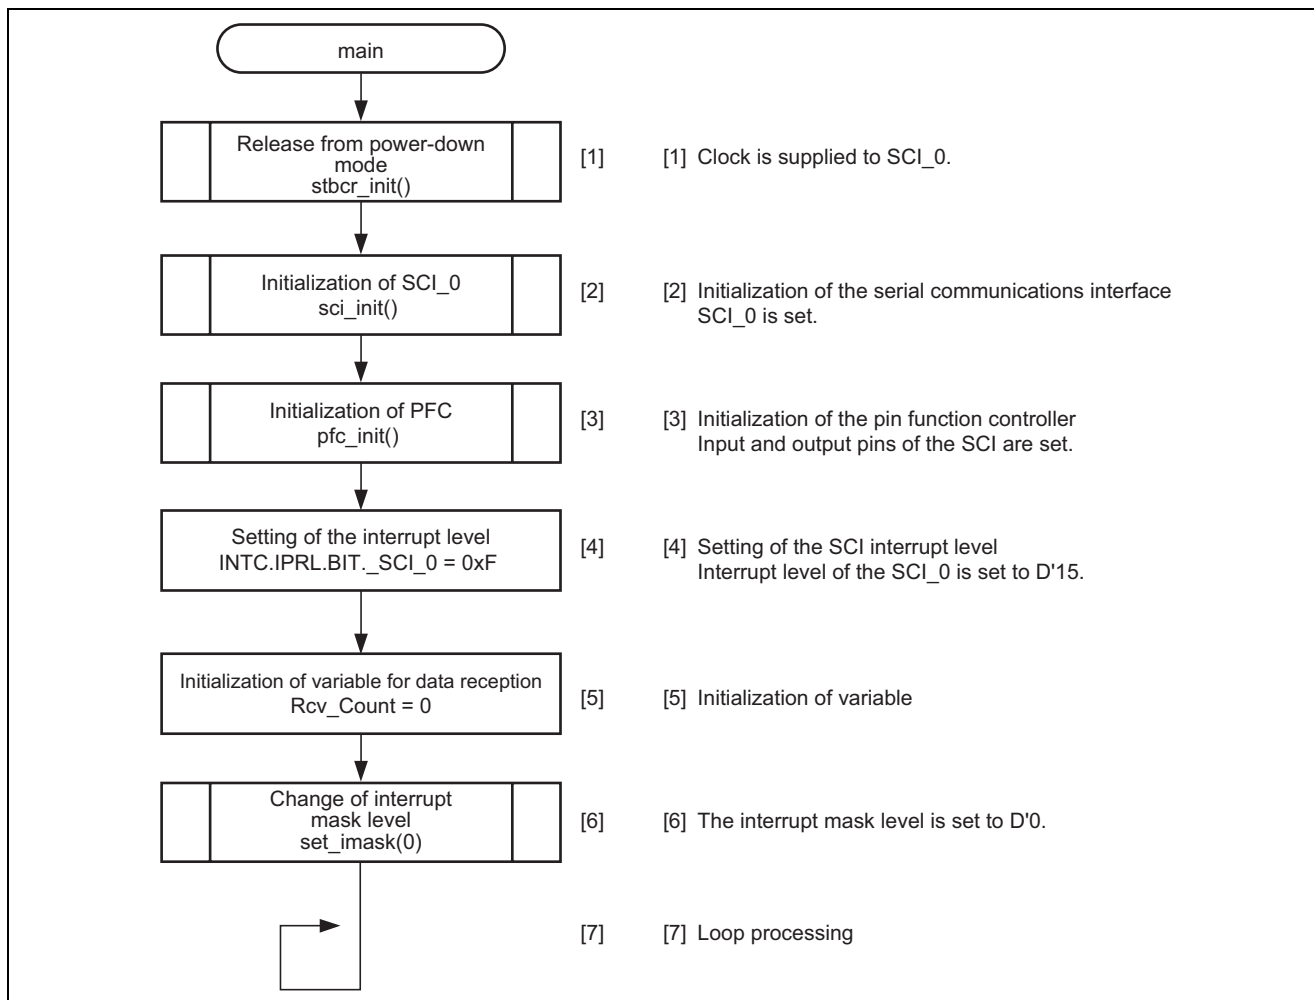 main
Release from power-down
mode
stbcr_init()
[1]
[1] Clock is supplied to SCI_0.
Initialization of SCI_0
sci_init()
[2]
[2] Initialization of the serial communications interface
SCI_0 is set.
Initialization of PFC
pfc_init()
[3]
[3] Initialization of the pin function controller
Input and output pins of the SCI are set.
Setting of the interrupt level
INTC.IPRL.BIT._SCI_0 = 0xF
[4]
[4] Setting of the SCI interrupt level
Interrupt level of the SCI_0 is set to D'15.
Initialization of variable for data reception
Rcv_Count = 0
[5]
[5] Initialization of variable
Change of interrupt
mask level
set_imask(0)
[6]
[6] The interrupt mask level is set to D'0.
[7]
[7] Loop processing